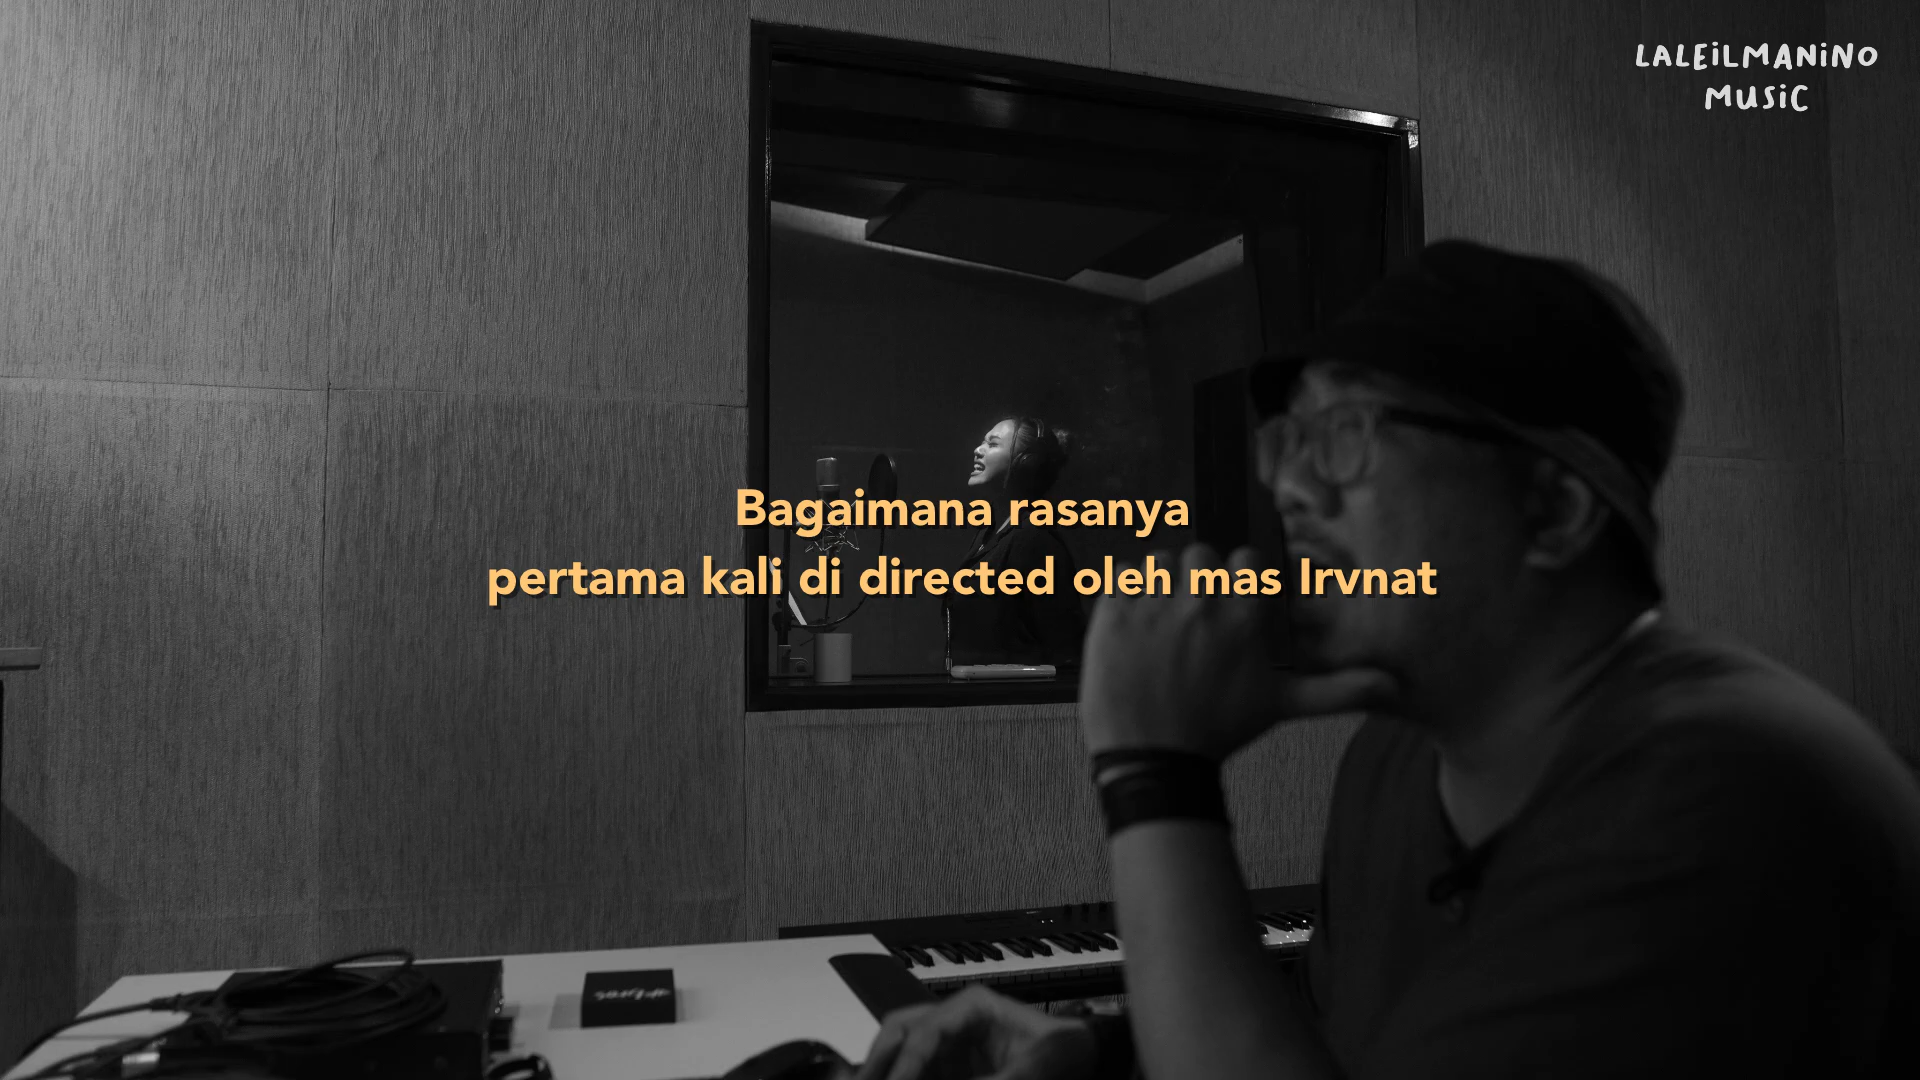 LALEiLMANiNO
MUSiC
Bagaimana rasanya
pertama kali di directed oleh mas Irvnat